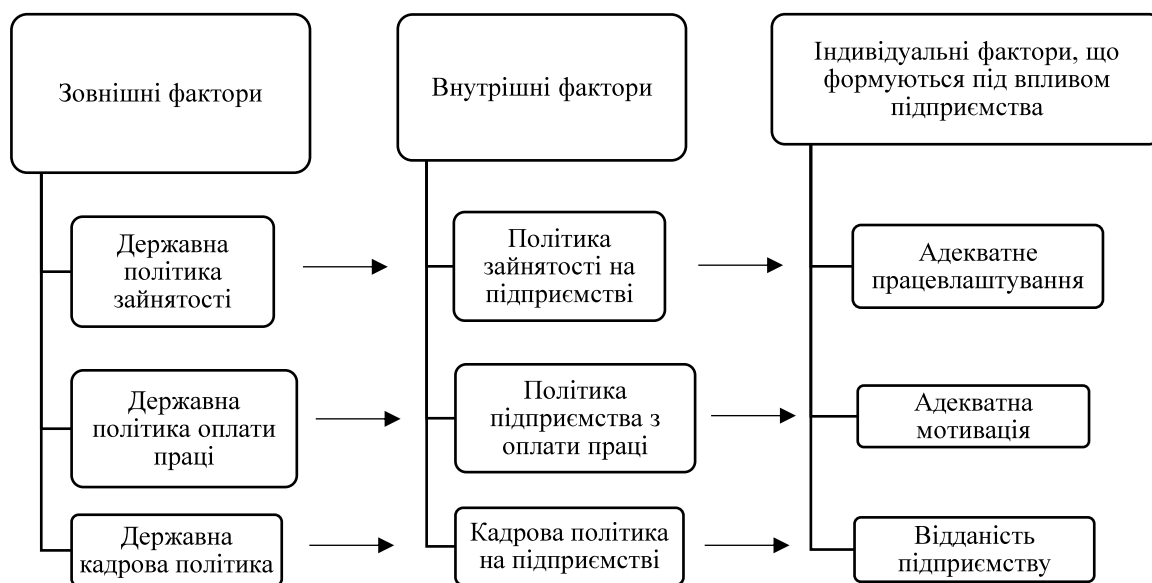 Зовнішні фактори
Державна
політика
зайнятості
Державна
політика оплати
праці
Державна
кадрова політика
Внутрішні фактори
Політика
зайнятості на
підприємстві
Політика
підприємства з
оплати праці
Кадрова політика
на підприємстві
Індивідуальні фактори, що
формуються під впливом
підприємства
Адекватне
працевлаштування
Адекватна
мотивація
Відданість
підприємству